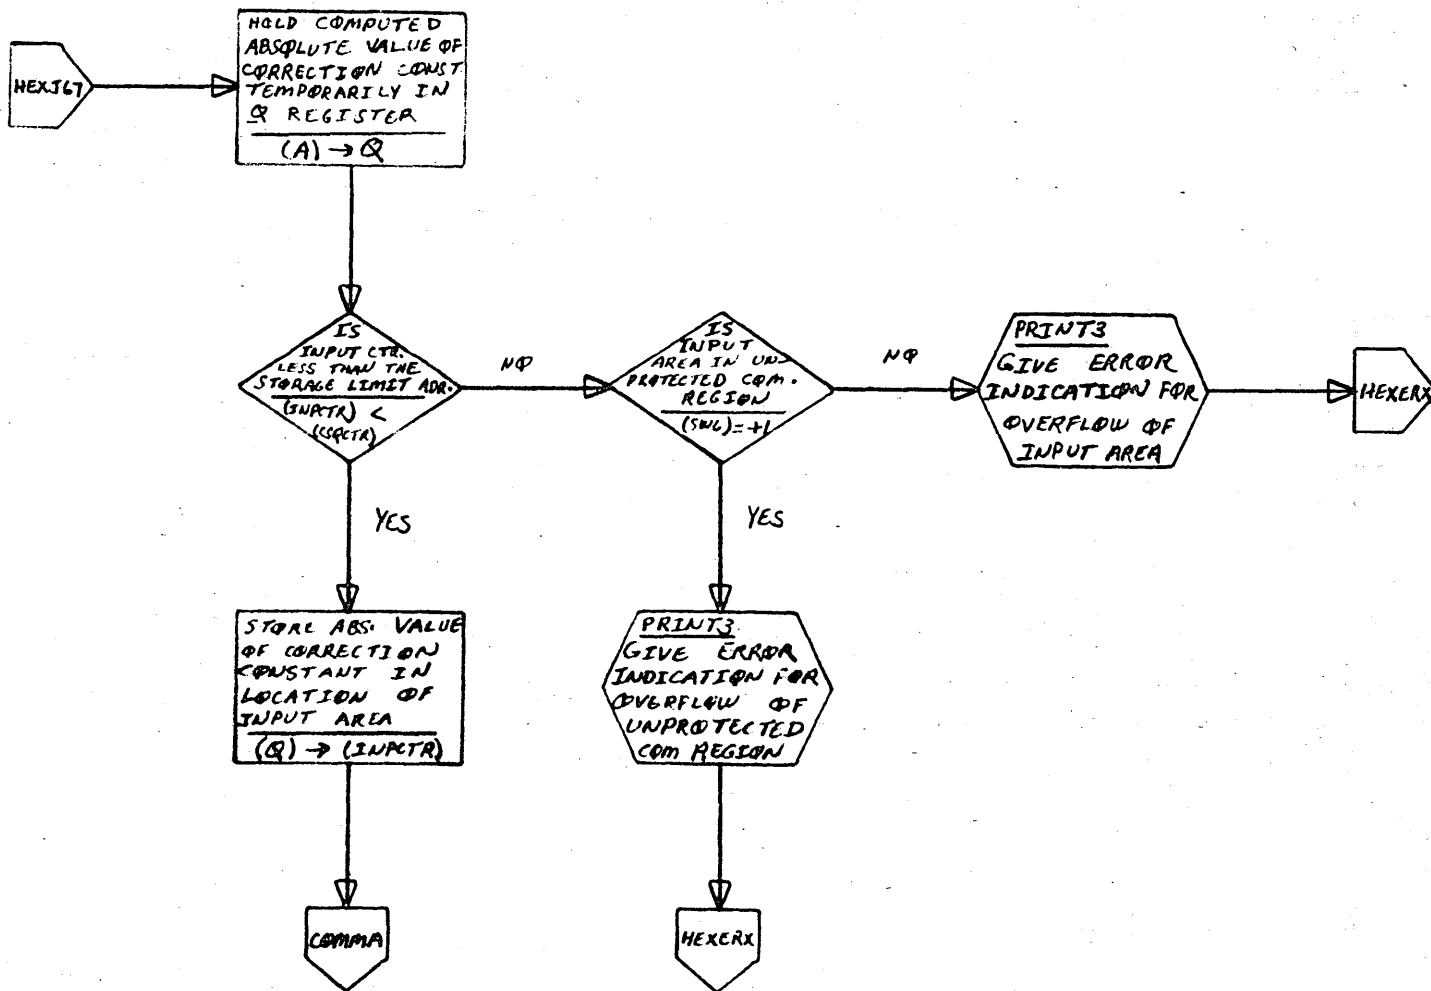 HEXJ67
HOLD COMPUTED
ABSOLUTE VALUE OF
CORRECTION CONST.
TEMPORARILY IN
Q REGISTER
(A) → Q
IS
INPUT CTR.
LESS THAN THE
STORAGE LIMIT ADR.
(INPCTR) <
NO
IS
INPUT
AREA IN UN-
PROTECTED COM.
REGION
(SW6)=+1
NO
PRINT3
GIVE ERROR
INDICATION FOR
OVERFLOW OF
INPUT AREA
HEXERX
YES
YES
STORE ABS. VALUE
OF CORRECTION
CONSTANT IN
LOCATION OF
INPUT AREA
(Q) → (INPCTR)
PRINT3
GIVE ERROR
INDICATION FOR
OVERFLOW OF
UNPROTECTED
COM REGION
COMMA
HEXERX